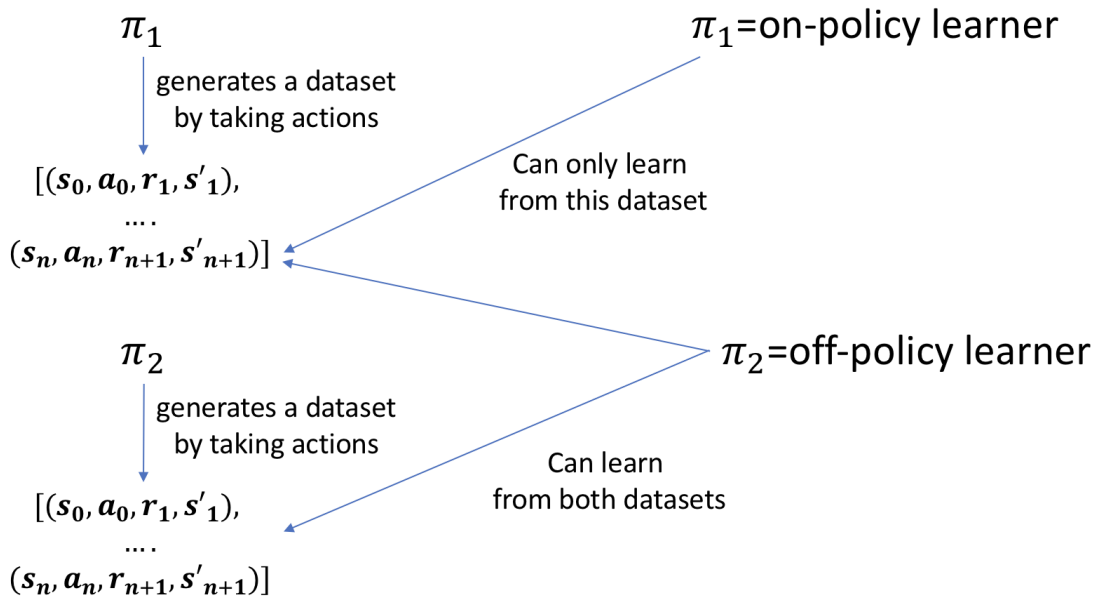 π₁
generates a dataset
by taking actions
[(s₀, a₀, r₁, s′₁),
....
(sₙ, aₙ, rₙ₊₁, s′ₙ₊₁)]
π₁=on-policy learner
Can only learn
from this dataset
π₂
generates a dataset
by taking actions
[(s₀, a₀, r₁, s′₁),
....
(sₙ, aₙ, rₙ₊₁, s′ₙ₊₁)]
π₂=off-policy learner
Can learn
from both datasets